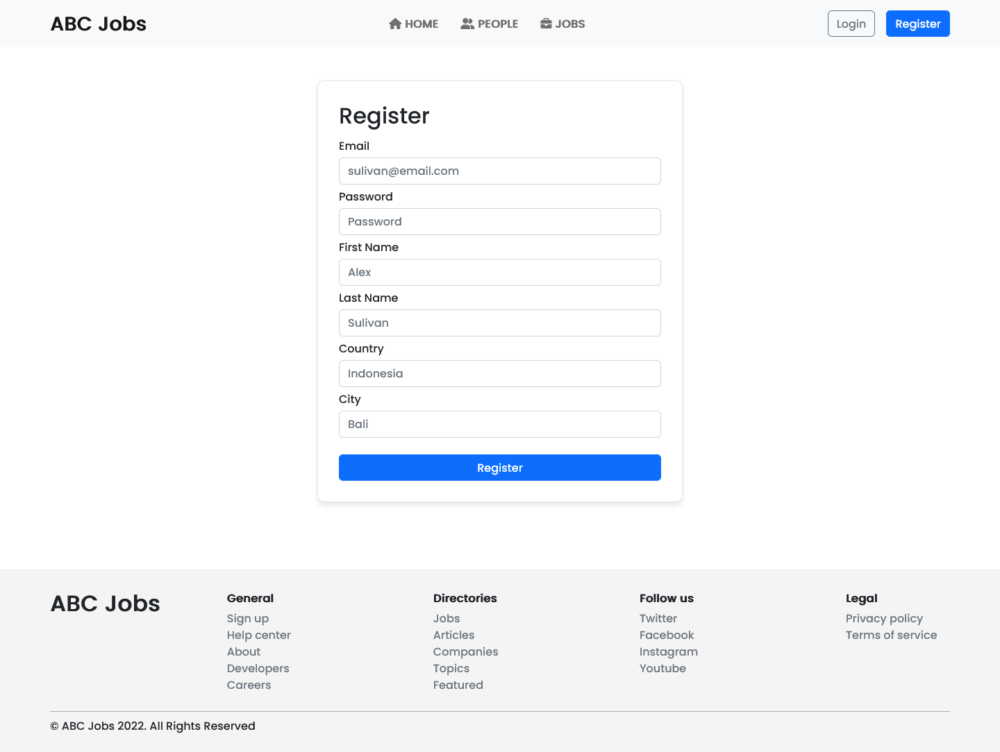 ABC Jobs
HOME PEOPLE JOBS
Login Register
Register
Email
sulivan@email.com
Password
Password
First Name
Alex
Last Name
Sulivan
Country
Indonesia
City
Bali
Register
ABC Jobs
General
Sign up
Help center
About
Developers
Careers
Directories
Jobs
Articles
Companies
Topics
Featured
Follow us
Twitter
Facebook
Instagram
Youtube
Legal
Privacy policy
Terms of service
© ABC Jobs 2022. All Rights Reserved